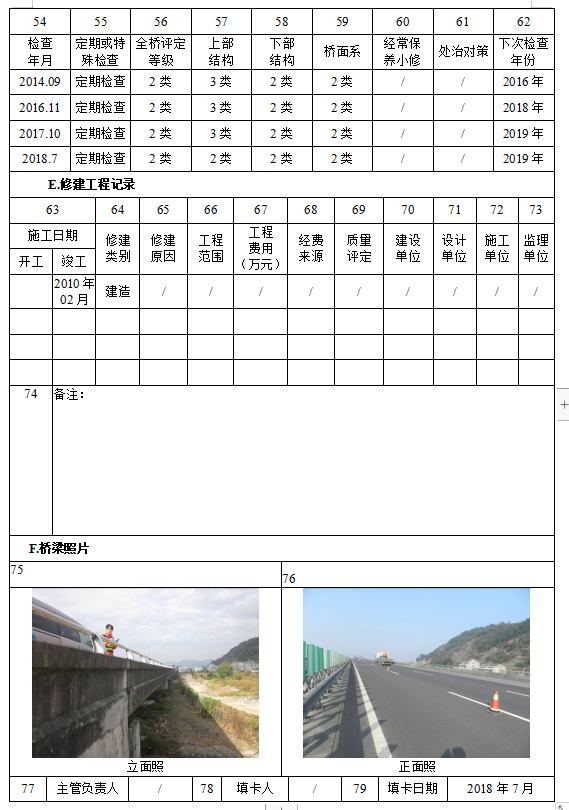 54 55 56 57 58 59 60 61 62
检查年月 定期或特殊检查 全桥评定等级 上部结构 下部结构 桥面系 经常保养小修 处治对策 下次检查年份
2014.09 定期检查 2 类 3 类 2 类 2 类 / / 2016 年
2016.11 定期检查 2 类 3 类 2 类 2 类 / / 2018 年
2017.10 定期检查 2 类 3 类 2 类 2 类 / / 2019 年
2018.7 定期检查 2 类 2 类 2 类 2 类 / / 2019 年
E.修建工程记录
63 64 65 66 67 68 69 70 71 72 73
施工日期 修建类别 修建原因 工程范围 工程费用（万元） 经费来源 质量评定 建设单位 设计单位 施工单位 监理单位
开工 竣工
2010 年02 月 建造 / / / / / / / / /
74 备注：
F.桥梁照片
75 76
立面照 正面照
77 主管负责人 / 78 填卡人 / 79 填卡日期 2018 年 7 月